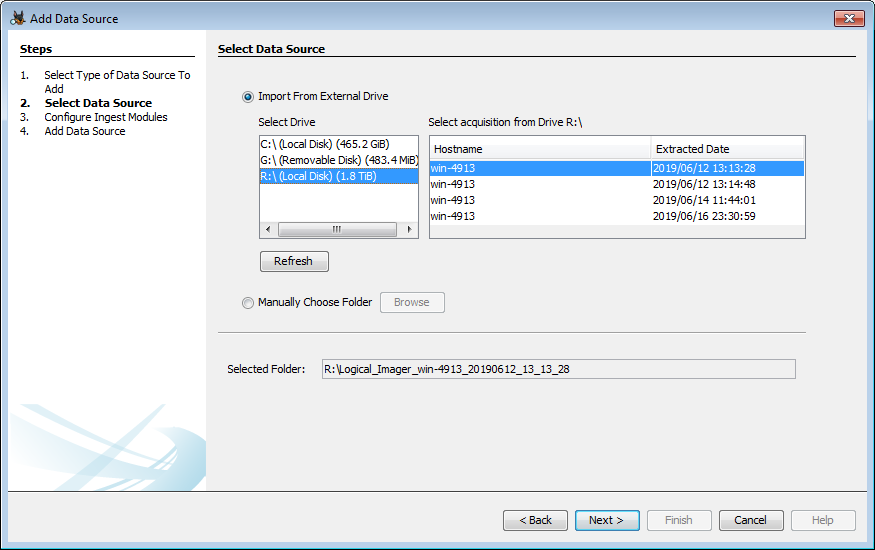 Add Data Source
Steps
1. Select Type of Data Source To
Add
2. Select Data Source
3. Configure Ingest Modules
4. Add Data Source
Select Data Source
Import From External Drive
Select Drive
C:\ (Local Disk) (465.2 GiB)
G:\ (Removable Disk) (483.4 MiB)
R:\ (Local Disk) (1.8 TiB)
Refresh
Select acquisition from Drive R:\
Hostname Extracted Date
win-4913 2019/06/12 13:13:28
win-4913 2019/06/12 13:14:48
win-4913 2019/06/14 11:44:01
win-4913 2019/06/16 23:30:59
Manually Choose Folder Browse
Selected Folder: R:\Logical_Imager_win-4913_20190612_13_13_28
< Back Next > Finish Cancel Help